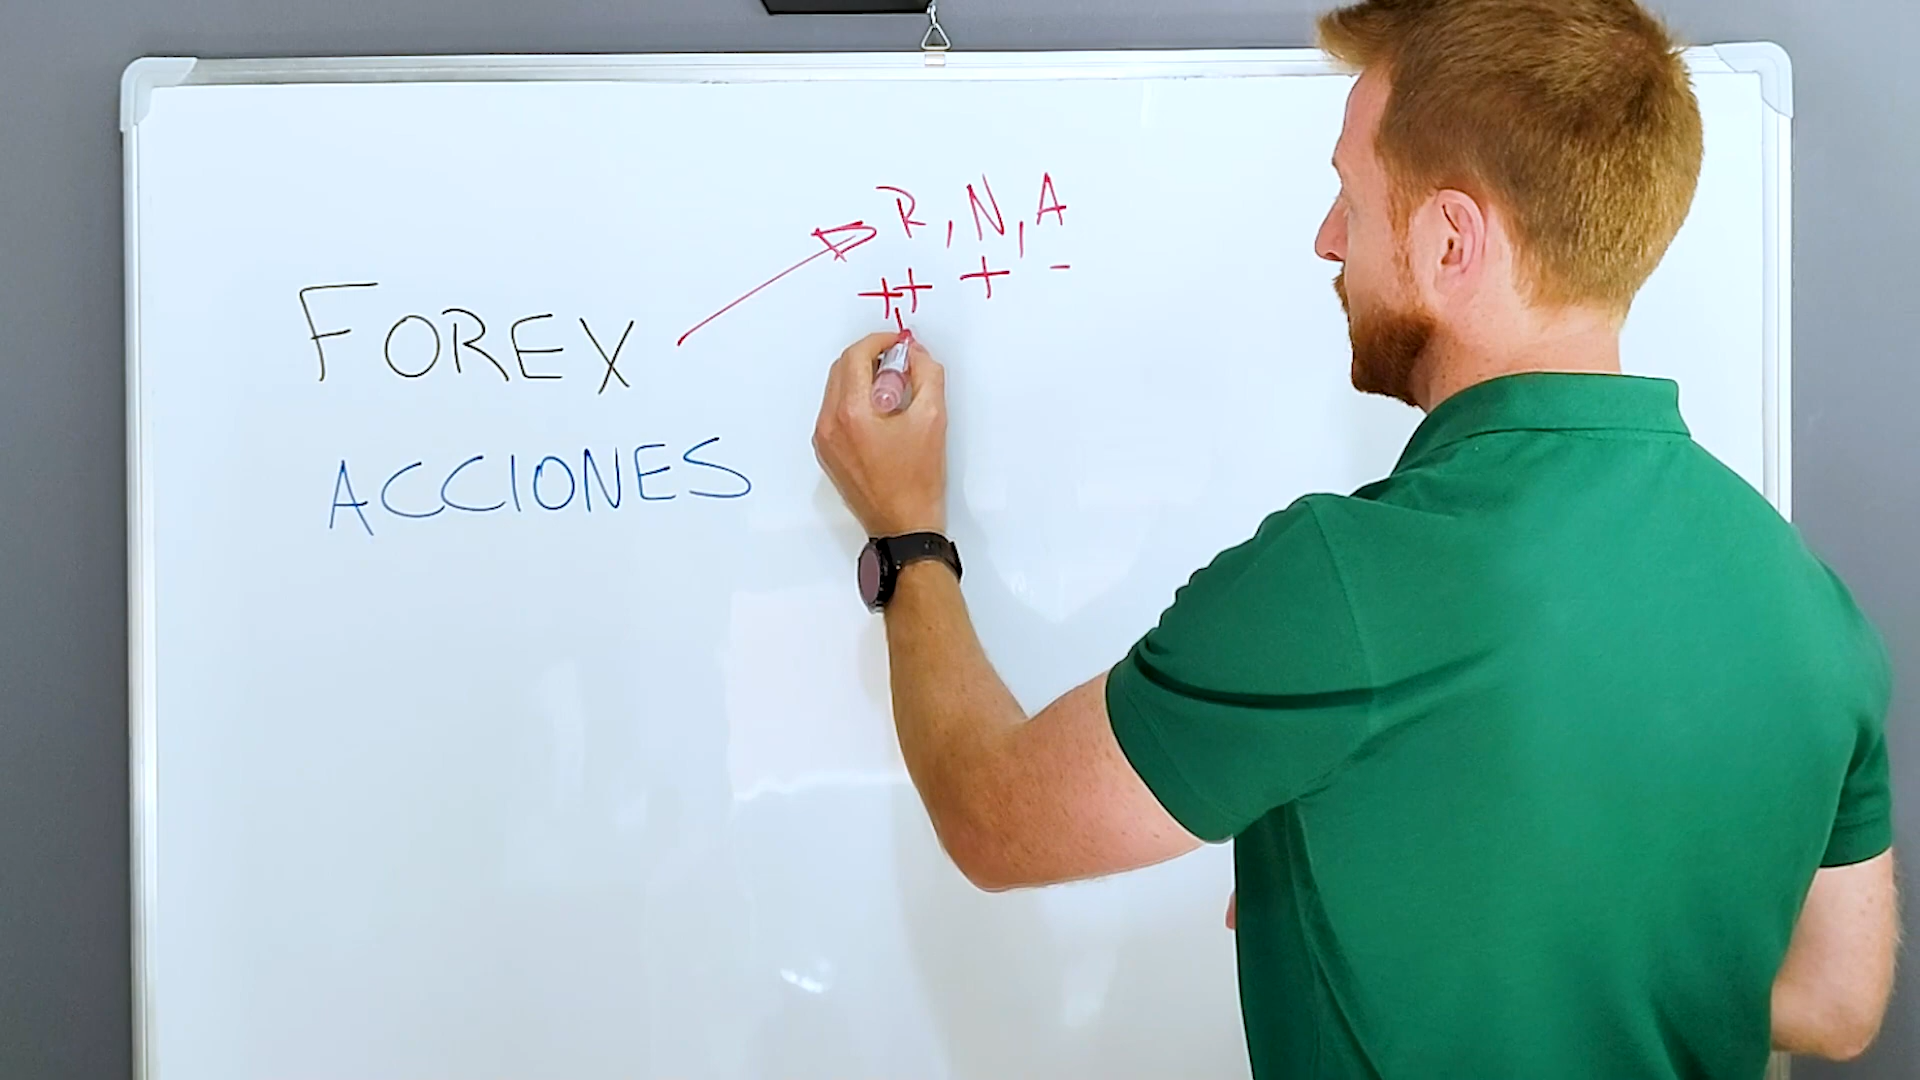 R, N, A
++ + -
FOREX
ACCIONES